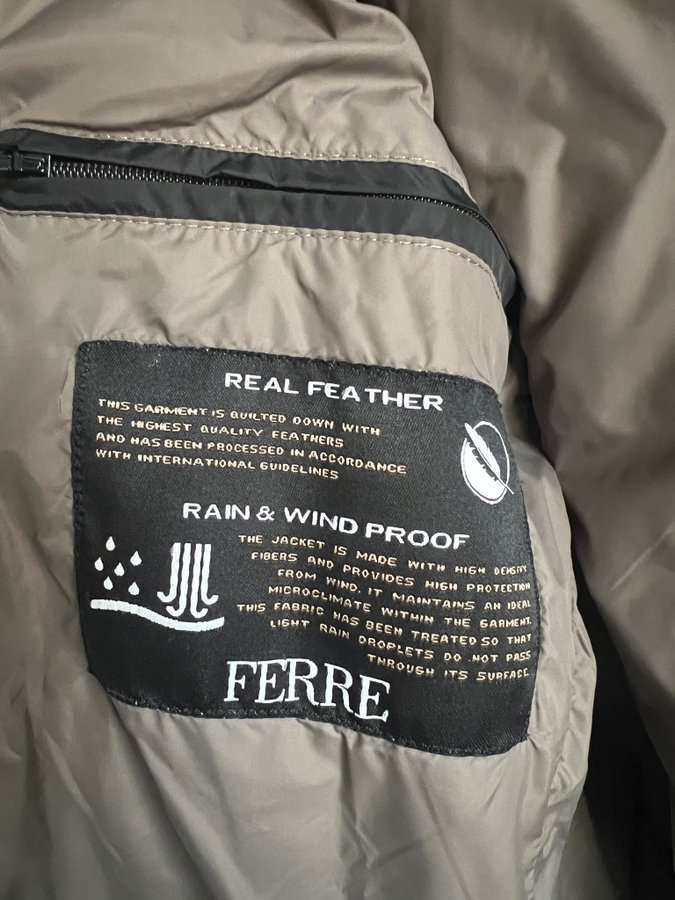 REAL FEATHER
THIS GARMENT IS QUILTED DOWN WITH
THE HIGHEST QUALITY FEATHERS
AND HAS BEEN PROCESSED IN ACCORDANCE
WITH INTERNATIONAL GUIDELINES
RAIN & WIND PROOF
THE JACKET IS MADE WITH HIGH DENSITY
FIBERS AND PROVIDES HIGH PROTECTION
FROM WIND. IT MAINTAINS AN IDEAL
MICROCLIMATE WITHIN THE GARMENT.
THIS FABRIC HAS BEEN TREATED SO THAT
LIGHT RAIN DROPLETS DO NOT PASS
THROUGH ITS SURFACE
FERRE